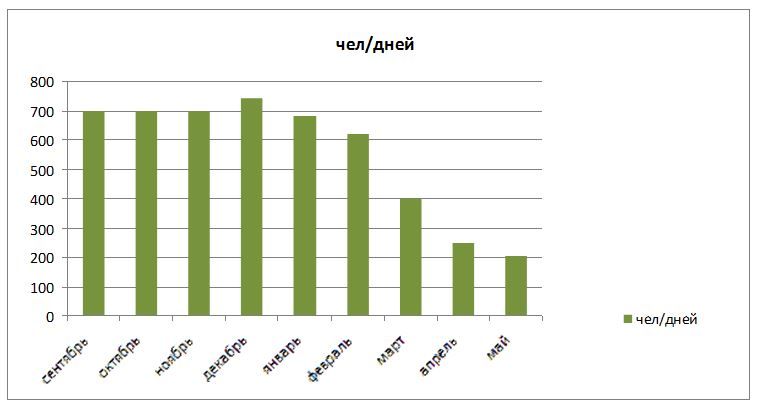 чел/дней
800
700
600
500
400
300
200
100
0
сентябрь
октябрь
ноябрь
декабрь
январь
февраль
март
апрель
май
чел/дней